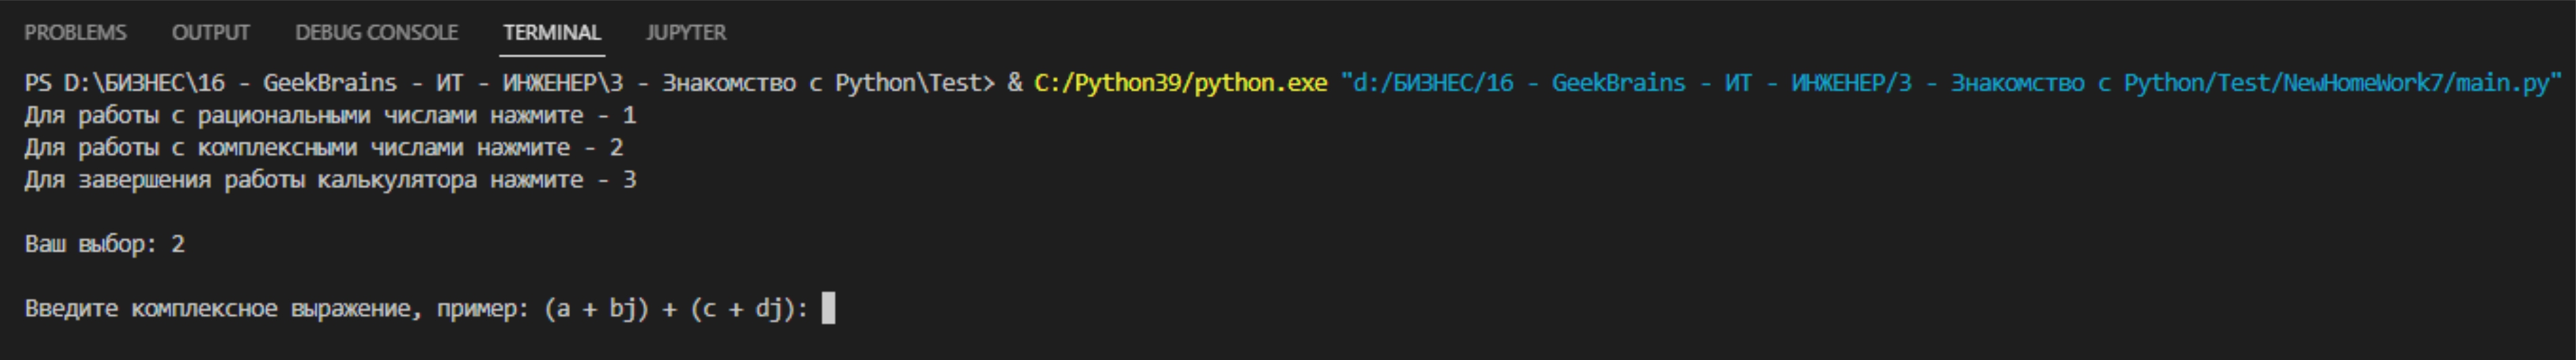 PROBLEMS OUTPUT DEBUG CONSOLE TERMINAL JUPYTER
PS D:\БИЗНЕС\16 - GeekBrains - ИТ - ИНЖЕНЕР\3 - Знакомство с Python\Test> & C:/Python39/python.exe "d:/БИЗНЕС/16 - GeekBrains - ИТ - ИНЖЕНЕР/3 - Знакомство с Python/Test/NewHomeWork7/main.py"
Для работы с рациональными числами нажмите - 1
Для работы с комплексными числами нажмите - 2
Для завершения работы калькулятора нажмите - 3
Ваш выбор: 2
Введите комплексное выражение, пример: (a + bj) + (c + dj):